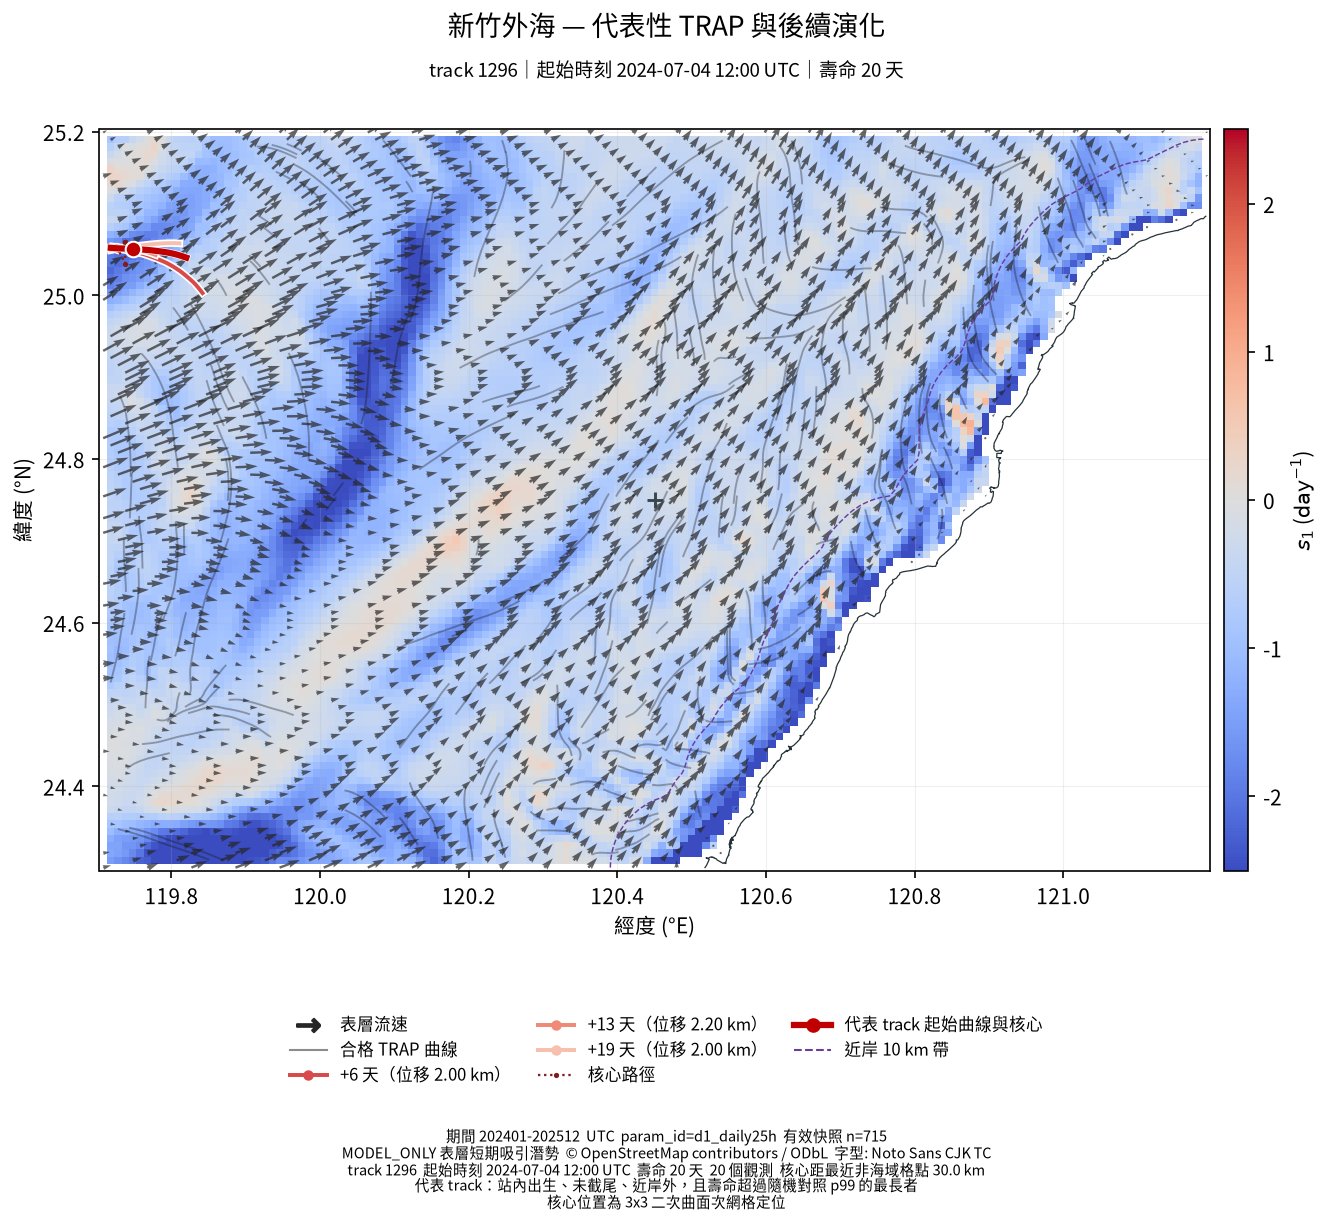 新竹外海 — 代表性 TRAP 與後續演化
track 1296｜起始時刻 2024-07-04 12:00 UTC｜壽命 20 天
25.2
25.0
24.8
24.6
24.4
緯度 (°N)
119.8
120.0
120.2
120.4
120.6
120.8
121.0
經度 (°E)
2
1
0
-1
-2
s₁ (day⁻¹)
表層流速
合格 TRAP 曲線
+6 天（位移 2.00 km）
+13 天（位移 2.20 km）
+19 天（位移 2.00 km）
核心路徑
代表 track 起始曲線與核心
近岸 10 km 帶
期間 202401-202512 UTC param_id=d1_daily25h 有效快照 n=715
MODEL_ONLY 表層短期吸引潛勢 © OpenStreetMap contributors / ODbL 字型: Noto Sans CJK TC
track 1296 起始時刻 2024-07-04 12:00 UTC 壽命 20 天 20 個觀測 核心距最近非海域格點 30.0 km
代表 track：站內出生、未截尾、近岸外，且壽命超過隨機對照 p99 的最長者
核心位置為 3x3 二次曲面次網格定位